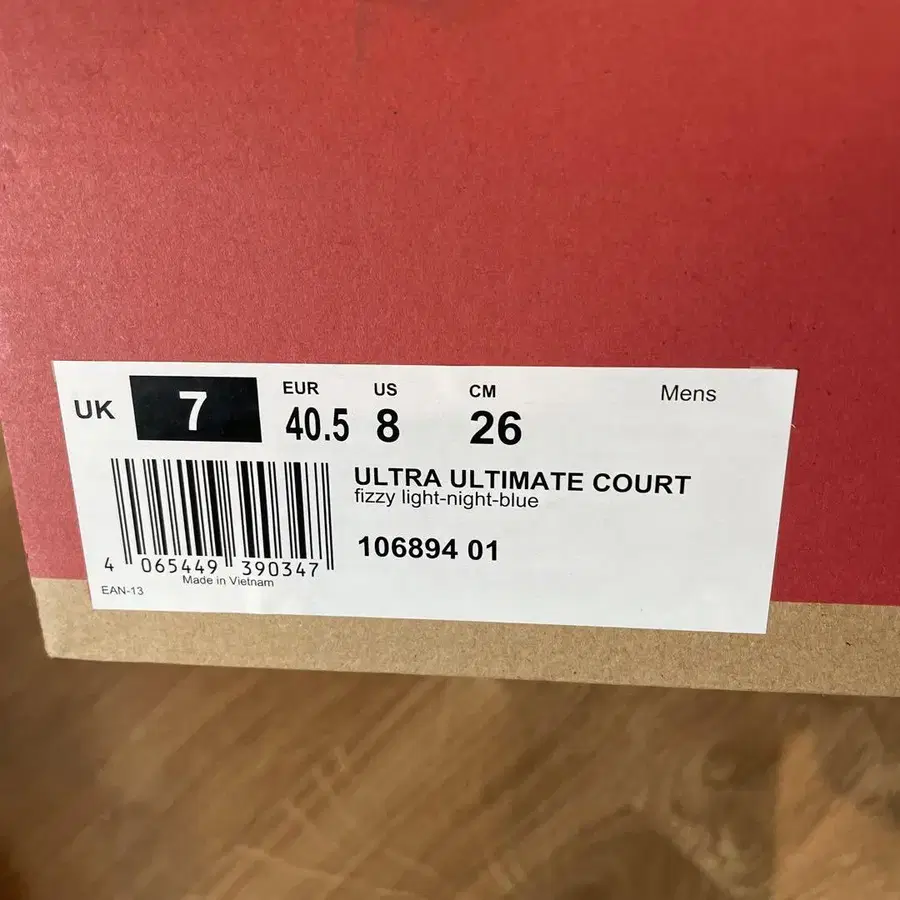 UK 7
EUR US CM Mens
40.5 8 26
ULTRA ULTIMATE COURT
fizzy light-night-blue
106894 01
4 065449 390347
Made in Vietnam
EAN-13